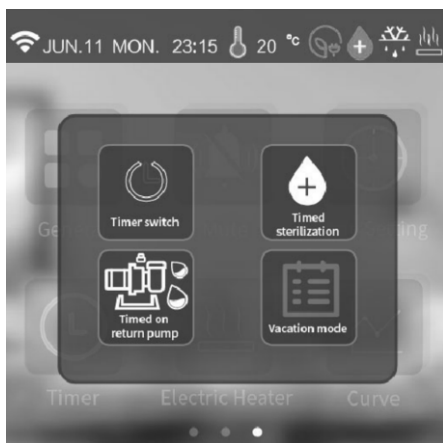 JUN.11 MON. 23:15 20 °C
Timer switch
Timed
sterilization
Timed on
return pump
Vacation mode
Timer Electric Heater Curve